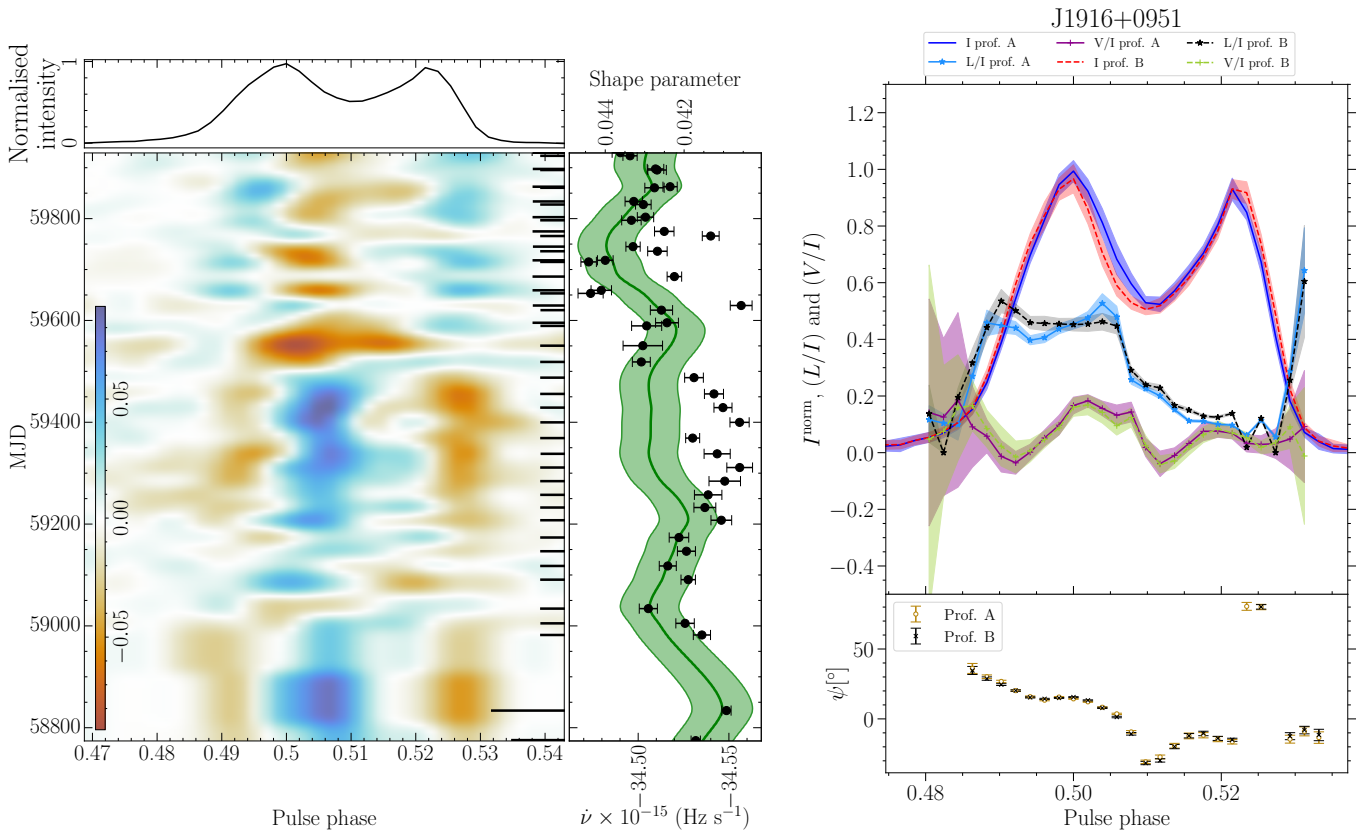 J1916+0951
I prof. A
L/I prof. A
V/I prof. A
I prof. B
L/I prof. B
V/I prof. B
Normalised
intensity
1
0
Shape parameter
0.044
0.042
MJD
59800
59600
59400
59200
59000
58800
0.05
0.00
−0.05
0.47
0.48
0.49
0.5
0.51
0.52
0.53
0.54
Pulse phase
−34.50
−34.55
ν̇ × 10⁻¹⁵ (Hz s⁻¹)
Iⁿᵒʳᵐ, (L/I) and (V/I)
1.2
1.0
0.8
0.6
0.4
0.2
0.0
−0.2
−0.4
Prof. A
Prof. B
ψ[°]
50
0
0.48
0.50
0.52
Pulse phase